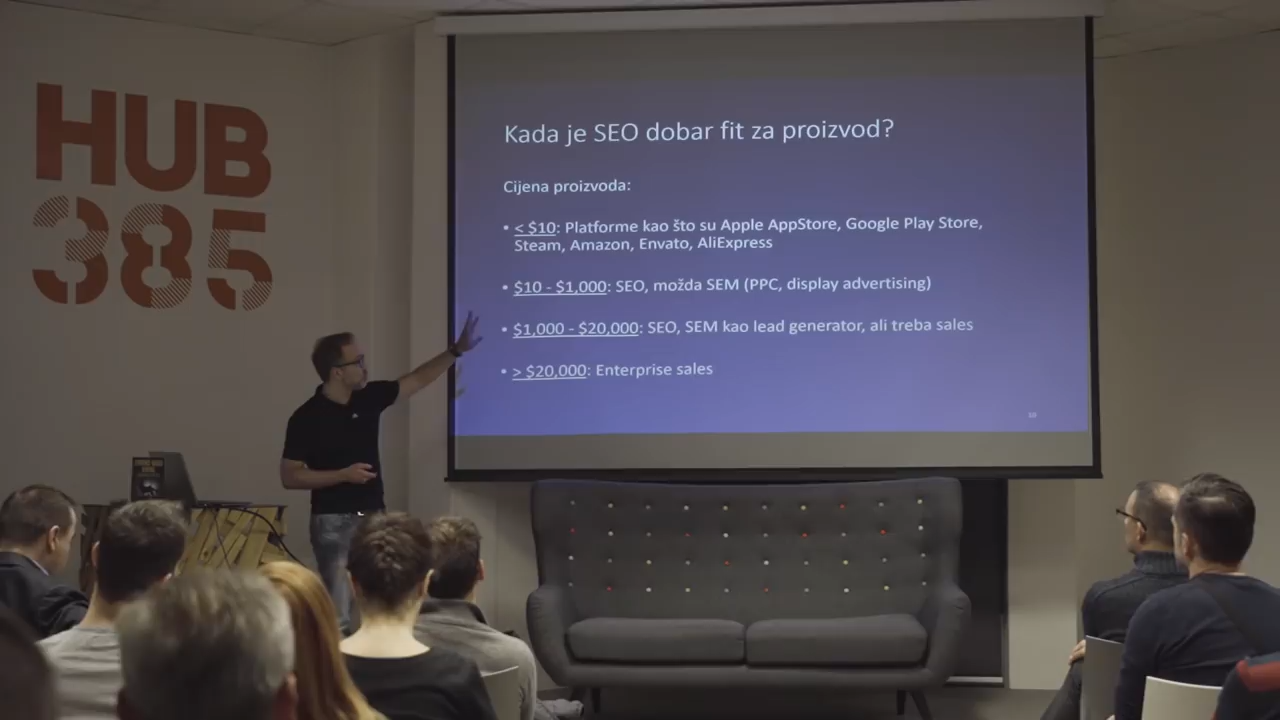 HUB
385
Kada je SEO dobar fit za proizvod?
Cijena proizvoda:
• < $10: Platforme kao što su Apple AppStore, Google Play Store,
Steam, Amazon, Envato, AliExpress
• $10 - $1,000: SEO, možda SEM (PPC, display advertising)
• $1,000 - $20,000: SEO, SEM kao lead generator, ali treba sales
• > $20,000: Enterprise sales